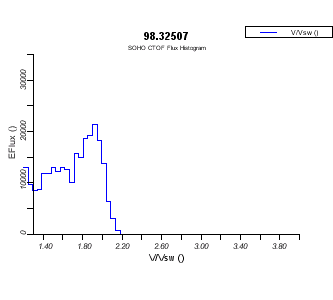 98.32507
V/Vsw ()
SOHO CTOF Flux Histogram
EFlux ()
30000
20000
10000
0
1.40 1.80 2.20 2.60 3.00 3.40 3.80
V/Vsw ()